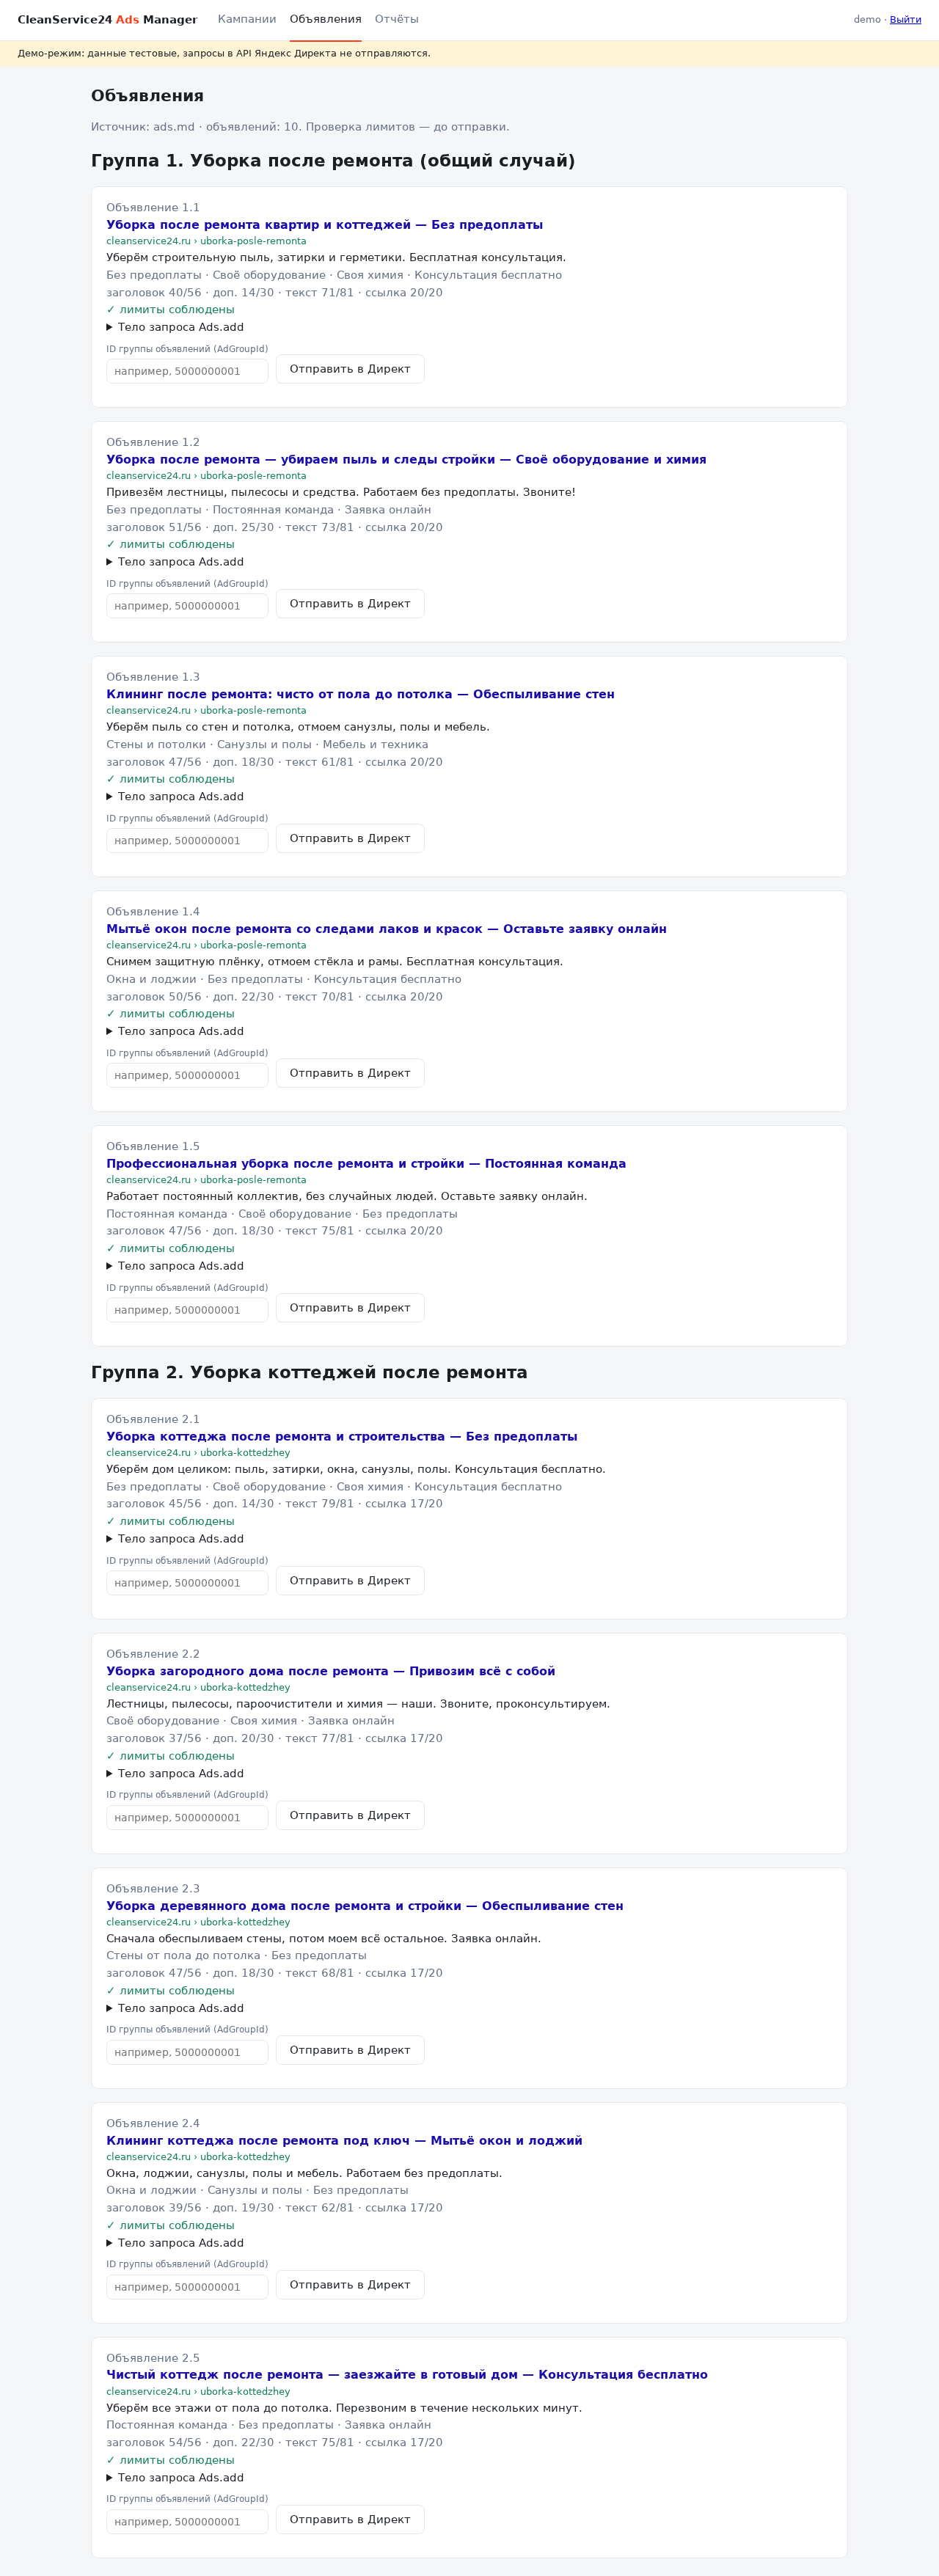 CleanService24 Ads Manager Кампании Объявления Отчёты demo · Выйти
Демо-режим: данные тестовые, запросы в API Яндекс Директа не отправляются.
Объявления
Источник: ads.md · объявлений: 10. Проверка лимитов — до отправки.
Группа 1. Уборка после ремонта (общий случай)
Объявление 1.1
Уборка после ремонта квартир и коттеджей — Без предоплаты
cleanservice24.ru › uborka-posle-remonta
Уберём строительную пыль, затирки и герметики. Бесплатная консультация.
Без предоплаты · Своё оборудование · Своя химия · Консультация бесплатно
заголовок 40/56 · доп. 14/30 · текст 71/81 · ссылка 20/20
✓ лимиты соблюдены
▶ Тело запроса Ads.add
ID группы объявлений (AdGroupId)
например, 5000000001 Отправить в Директ
Объявление 1.2
Уборка после ремонта — убираем пыль и следы стройки — Своё оборудование и химия
cleanservice24.ru › uborka-posle-remonta
Привезём лестницы, пылесосы и средства. Работаем без предоплаты. Звоните!
Без предоплаты · Постоянная команда · Заявка онлайн
заголовок 51/56 · доп. 25/30 · текст 73/81 · ссылка 20/20
✓ лимиты соблюдены
▶ Тело запроса Ads.add
ID группы объявлений (AdGroupId)
например, 5000000001 Отправить в Директ
Объявление 1.3
Клининг после ремонта: чисто от пола до потолка — Обеспыливание стен
cleanservice24.ru › uborka-posle-remonta
Уберём пыль со стен и потолка, отмоем санузлы, полы и мебель.
Стены и потолки · Санузлы и полы · Мебель и техника
заголовок 47/56 · доп. 18/30 · текст 61/81 · ссылка 20/20
✓ лимиты соблюдены
▶ Тело запроса Ads.add
ID группы объявлений (AdGroupId)
например, 5000000001 Отправить в Директ
Объявление 1.4
Мытьё окон после ремонта со следами лаков и красок — Оставьте заявку онлайн
cleanservice24.ru › uborka-posle-remonta
Снимем защитную плёнку, отмоем стёкла и рамы. Бесплатная консультация.
Окна и лоджии · Без предоплаты · Консультация бесплатно
заголовок 50/56 · доп. 22/30 · текст 70/81 · ссылка 20/20
✓ лимиты соблюдены
▶ Тело запроса Ads.add
ID группы объявлений (AdGroupId)
например, 5000000001 Отправить в Директ
Объявление 1.5
Профессиональная уборка после ремонта и стройки — Постоянная команда
cleanservice24.ru › uborka-posle-remonta
Работает постоянный коллектив, без случайных людей. Оставьте заявку онлайн.
Постоянная команда · Своё оборудование · Без предоплаты
заголовок 47/56 · доп. 18/30 · текст 75/81 · ссылка 20/20
✓ лимиты соблюдены
▶ Тело запроса Ads.add
ID группы объявлений (AdGroupId)
например, 5000000001 Отправить в Директ
Группа 2. Уборка коттеджей после ремонта
Объявление 2.1
Уборка коттеджа после ремонта и строительства — Без предоплаты
cleanservice24.ru › uborka-kottedzhey
Уберём дом целиком: пыль, затирки, окна, санузлы, полы. Консультация бесплатно.
Без предоплаты · Своё оборудование · Своя химия · Консультация бесплатно
заголовок 45/56 · доп. 14/30 · текст 79/81 · ссылка 17/20
✓ лимиты соблюдены
▶ Тело запроса Ads.add
ID группы объявлений (AdGroupId)
например, 5000000001 Отправить в Директ
Объявление 2.2
Уборка загородного дома после ремонта — Привозим всё с собой
cleanservice24.ru › uborka-kottedzhey
Лестницы, пылесосы, пароочистители и химия — наши. Звоните, проконсультируем.
Своё оборудование · Своя химия · Заявка онлайн
заголовок 37/56 · доп. 20/30 · текст 77/81 · ссылка 17/20
✓ лимиты соблюдены
▶ Тело запроса Ads.add
ID группы объявлений (AdGroupId)
например, 5000000001 Отправить в Директ
Объявление 2.3
Уборка деревянного дома после ремонта и стройки — Обеспыливание стен
cleanservice24.ru › uborka-kottedzhey
Сначала обеспыливаем стены, потом моем всё остальное. Заявка онлайн.
Стены от пола до потолка · Без предоплаты
заголовок 47/56 · доп. 18/30 · текст 68/81 · ссылка 17/20
✓ лимиты соблюдены
▶ Тело запроса Ads.add
ID группы объявлений (AdGroupId)
например, 5000000001 Отправить в Директ
Объявление 2.4
Клининг коттеджа после ремонта под ключ — Мытьё окон и лоджий
cleanservice24.ru › uborka-kottedzhey
Окна, лоджии, санузлы, полы и мебель. Работаем без предоплаты.
Окна и лоджии · Санузлы и полы · Без предоплаты
заголовок 39/56 · доп. 19/30 · текст 62/81 · ссылка 17/20
✓ лимиты соблюдены
▶ Тело запроса Ads.add
ID группы объявлений (AdGroupId)
например, 5000000001 Отправить в Директ
Объявление 2.5
Чистый коттедж после ремонта — заезжайте в готовый дом — Консультация бесплатно
cleanservice24.ru › uborka-kottedzhey
Уберём все этажи от пола до потолка. Перезвоним в течение нескольких минут.
Постоянная команда · Без предоплаты · Заявка онлайн
заголовок 54/56 · доп. 22/30 · текст 75/81 · ссылка 17/20
✓ лимиты соблюдены
▶ Тело запроса Ads.add
ID группы объявлений (AdGroupId)
например, 5000000001 Отправить в Директ